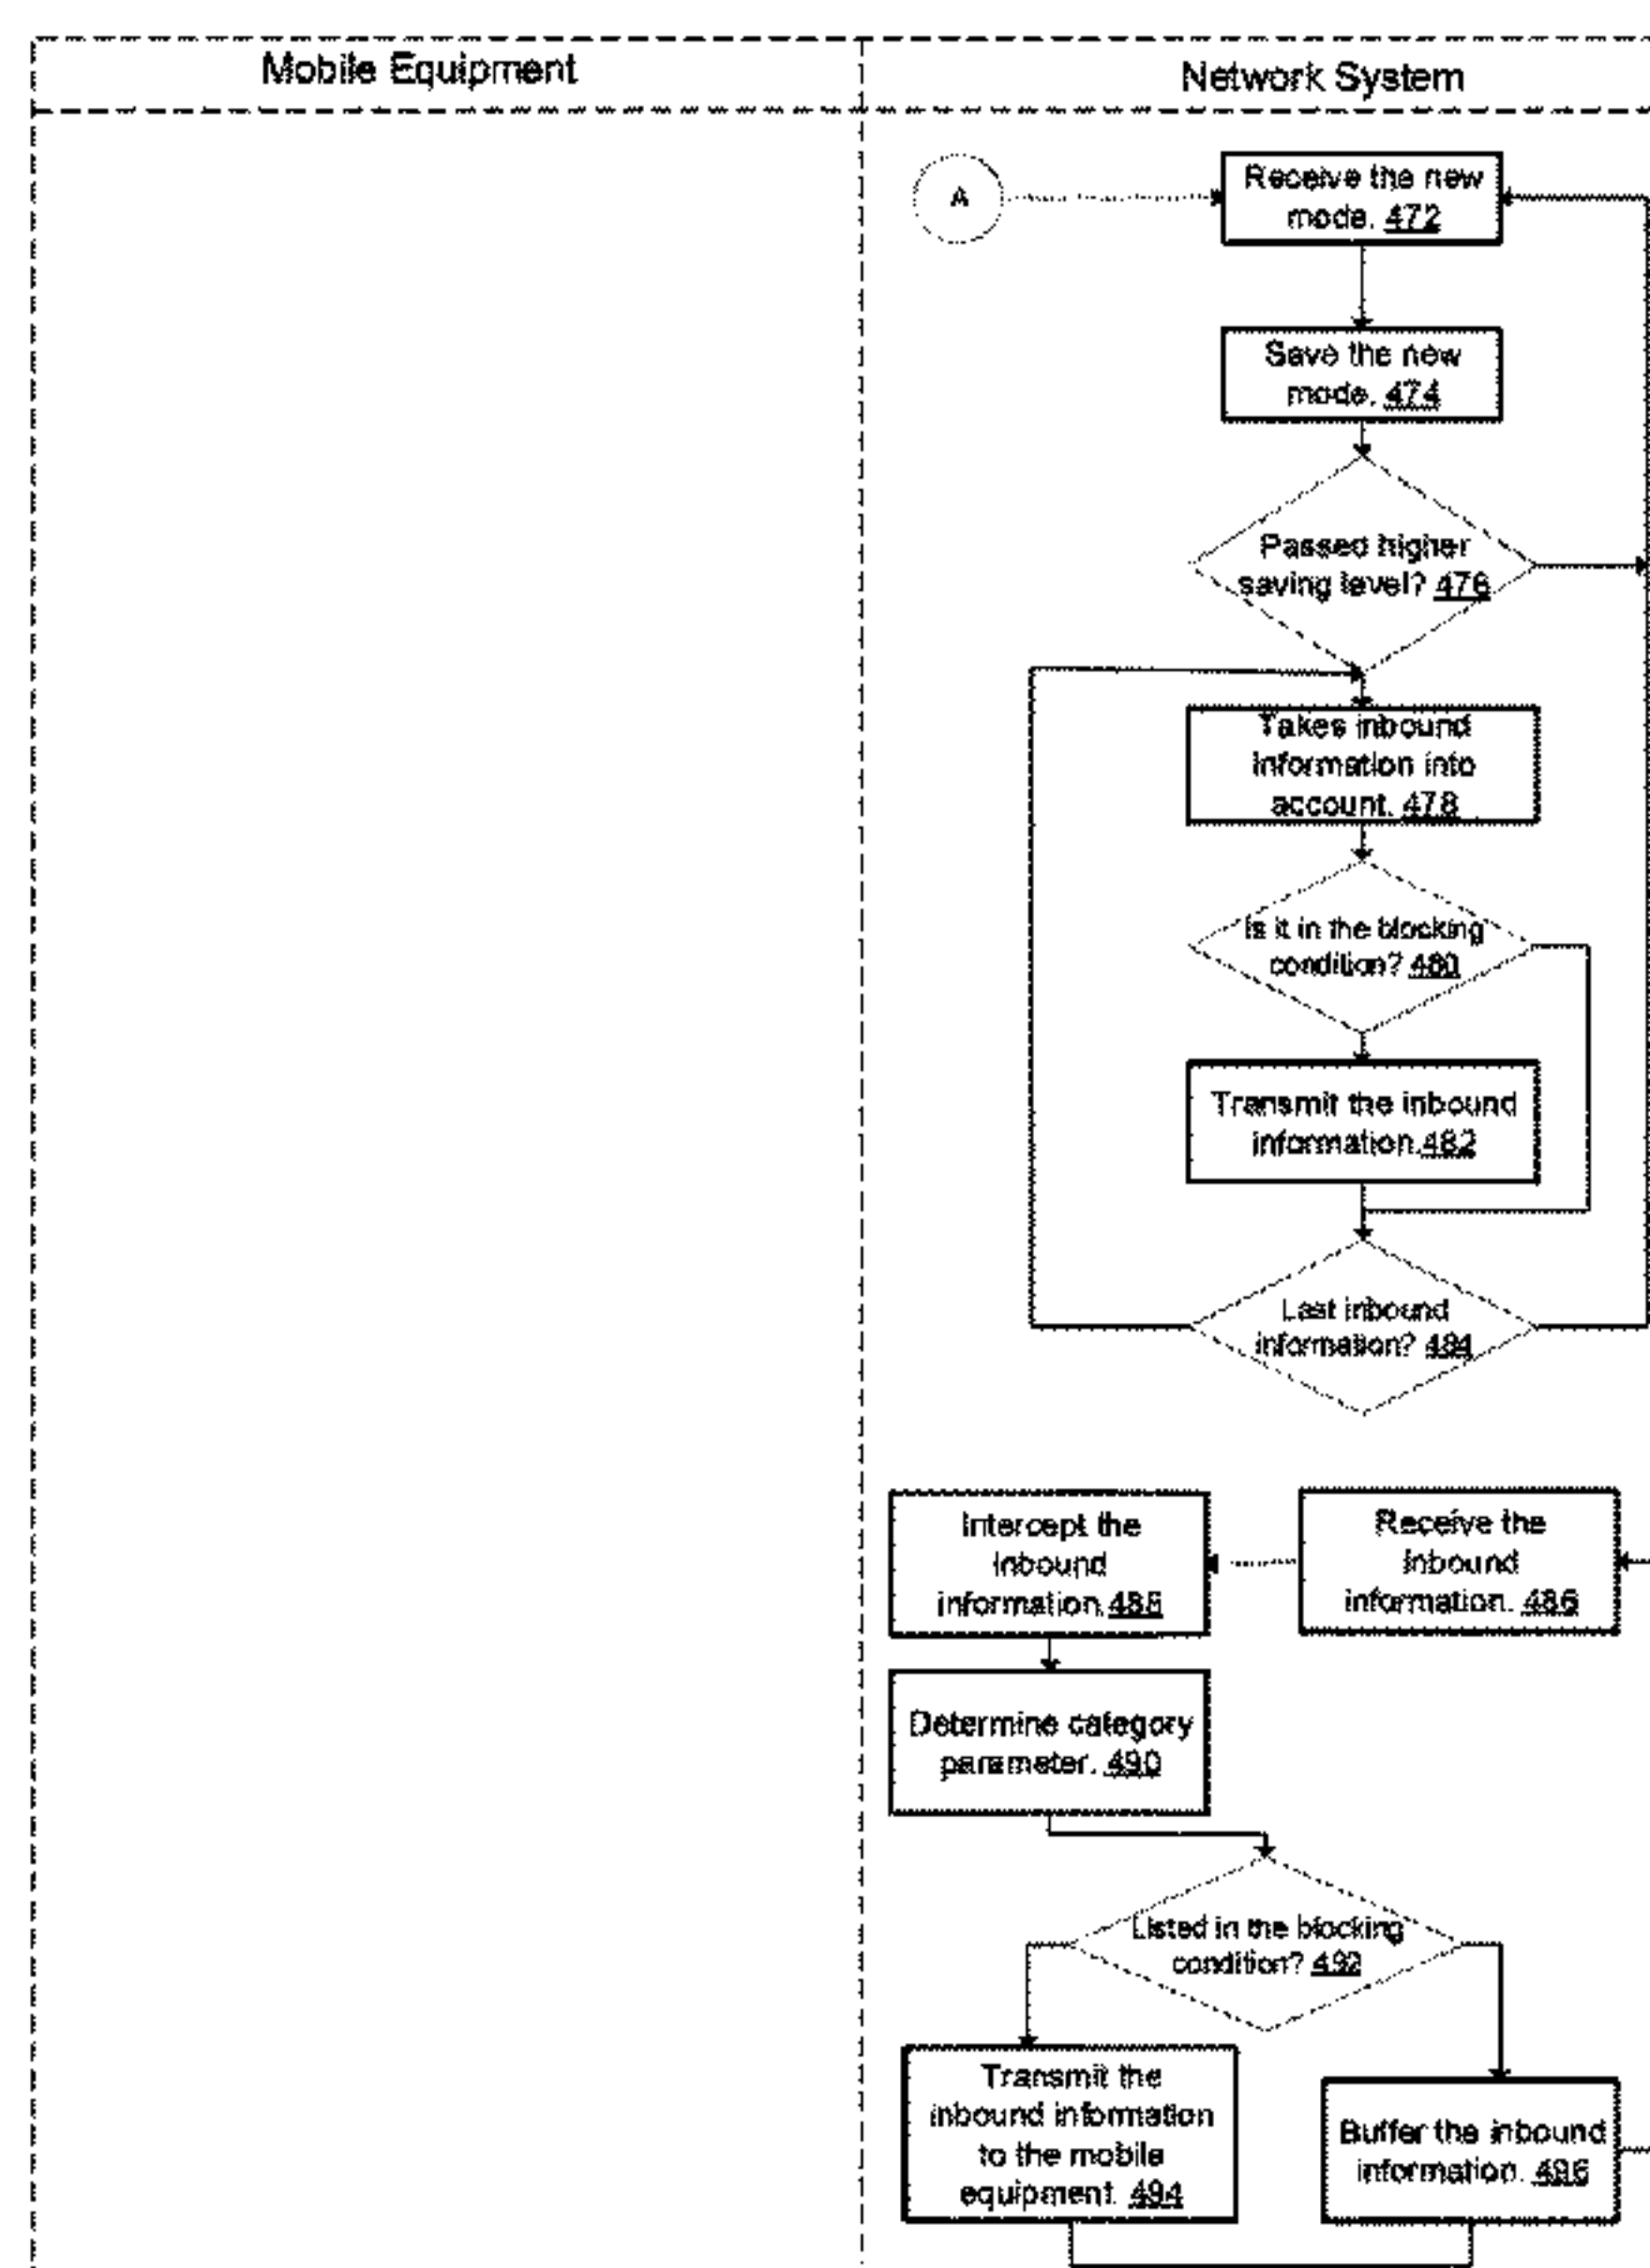 Mobile Equipment
Network System
A
Receive the new
mode. 472
Save the new
mode. 474
Passed higher
saving level? 476
Takes inbound
information into
account. 478
Is it in the blocking
condition? 480
Transmit the inbound
information.482
Last inbound
information? 484
Intercept the
inbound
information.488
Receive the
inbound
information. 486
Determine category
parameter. 490
Listed in the blocking
condition? 492
Transmit the
inbound information
to the mobile
equipment. 494
Buffer the inbound
information. 496